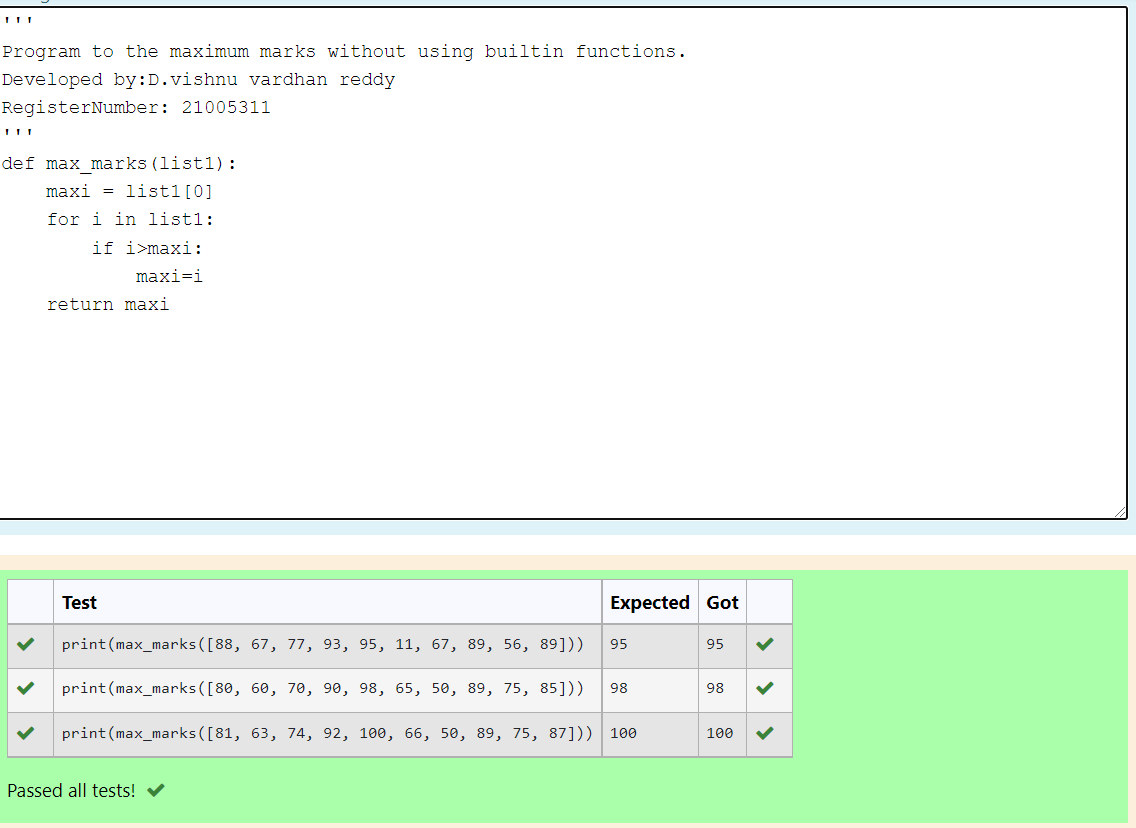 '''
Program to the maximum marks without using builtin functions.
Developed by:D.vishnu vardhan reddy
RegisterNumber: 21005311
'''
def max_marks(list1):
    maxi = list1[0]
    for i in list1:
        if i>maxi:
            maxi=i
    return maxi
Test Expected Got
print(max_marks([88, 67, 77, 93, 95, 11, 67, 89, 56, 89])) 95 95
print(max_marks([80, 60, 70, 90, 98, 65, 50, 89, 75, 85])) 98 98
print(max_marks([81, 63, 74, 92, 100, 66, 50, 89, 75, 87])) 100 100
Passed all tests!